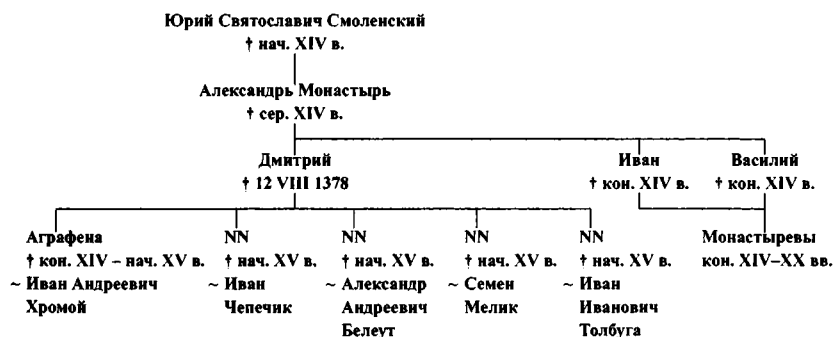 Юрий Святославич Смоленский
† нач. XIV в.
Александрь Монастырь
† сер. XIV в.
Дмитрий
† 12 VIII 1378
Иван
† кон. XIV в.
Василий
† кон. XIV в.
Аграфена
† кон. XIV – нач. XV в.
~ Иван Андреевич
Хромой
NN
† нач. XV в.
~ Иван
Чепечик
NN
† нач. XV в.
~ Александр
Андреевич
Белеут
NN
† нач. XV в.
~ Семен
Мелик
NN
† нач. XV в.
~ Иван
Иванович
Толбуга
Монастыревы
кон. XIV–XX вв.